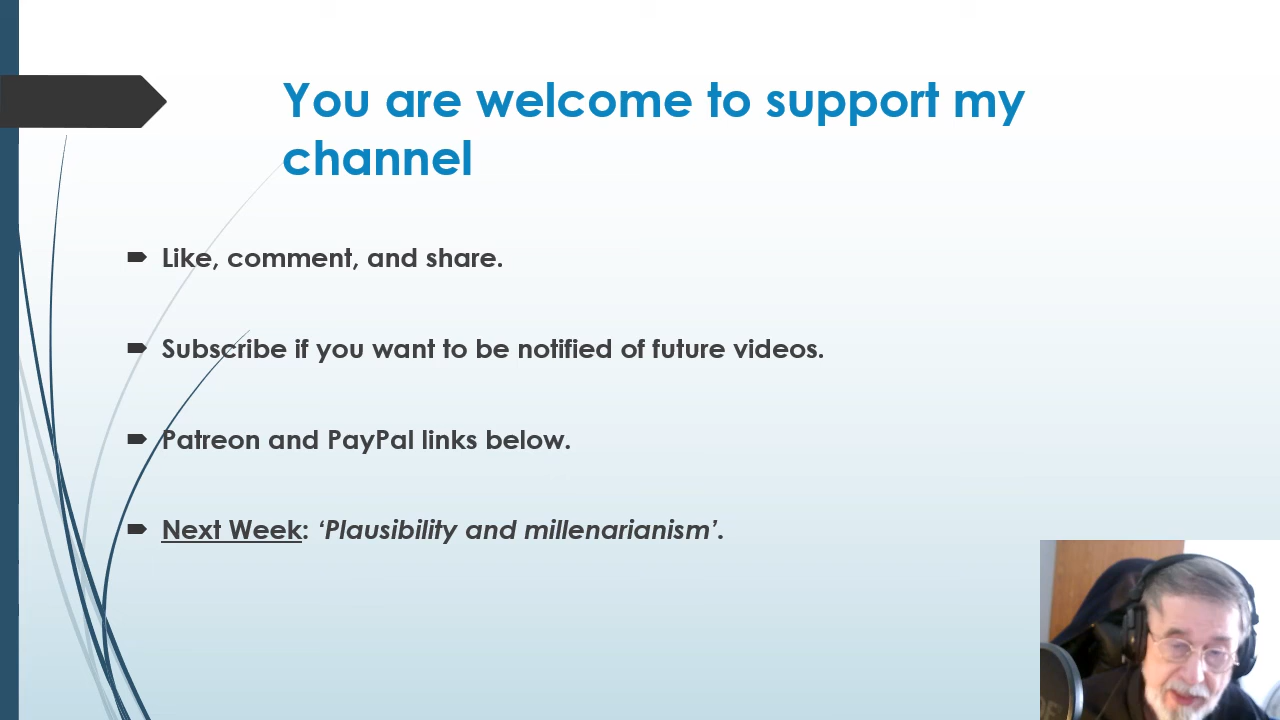 You are welcome to support my
channel
Like, comment, and share.
Subscribe if you want to be notified of future videos.
Patreon and PayPal links below.
Next Week: ‘Plausibility and millenarianism’.